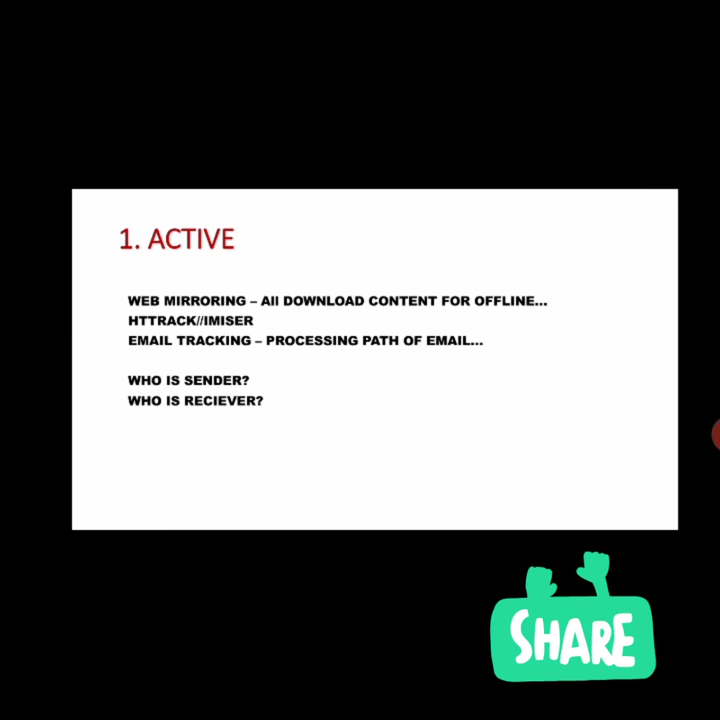 1. ACTIVE
WEB MIRRORING – All DOWNLOAD CONTENT FOR OFFLINE...
HTTRACK//IMISER
EMAIL TRACKING – PROCESSING PATH OF EMAIL...
WHO IS SENDER?
WHO IS RECIEVER?
SHARE